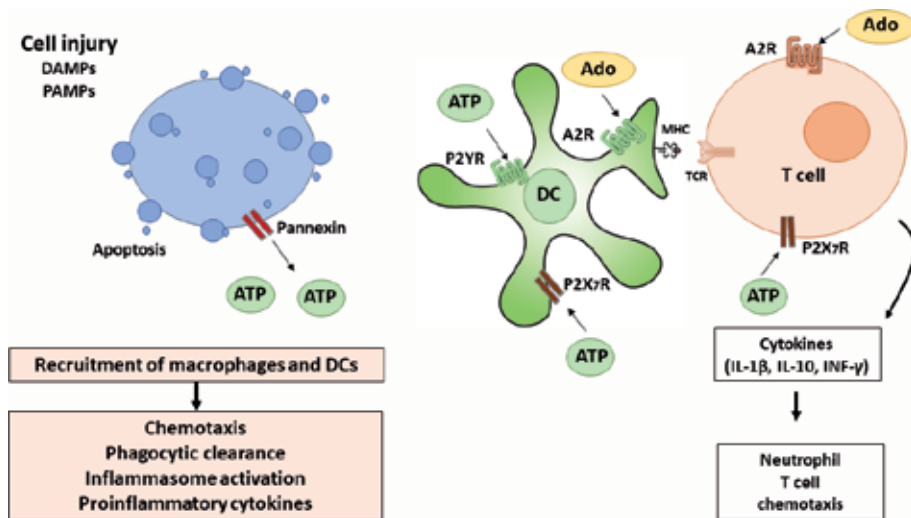 Cell injury
DAMPs
PAMPs
Pannexin
Apoptosis
ATP
ATP
Recruitment of macrophages and DCs
Chemotaxis
Phagocytic clearance
Inflammasome activation
Proinflammatory cytokines
Ado
ATP
A2R
P2YR
MHC
DC
P2X7R
ATP
Ado
A2R
TCR
T cell
P2X7R
ATP
Cytokines
(IL-1β, IL-10, INF-γ)
Neutrophil
T cell
chemotaxis